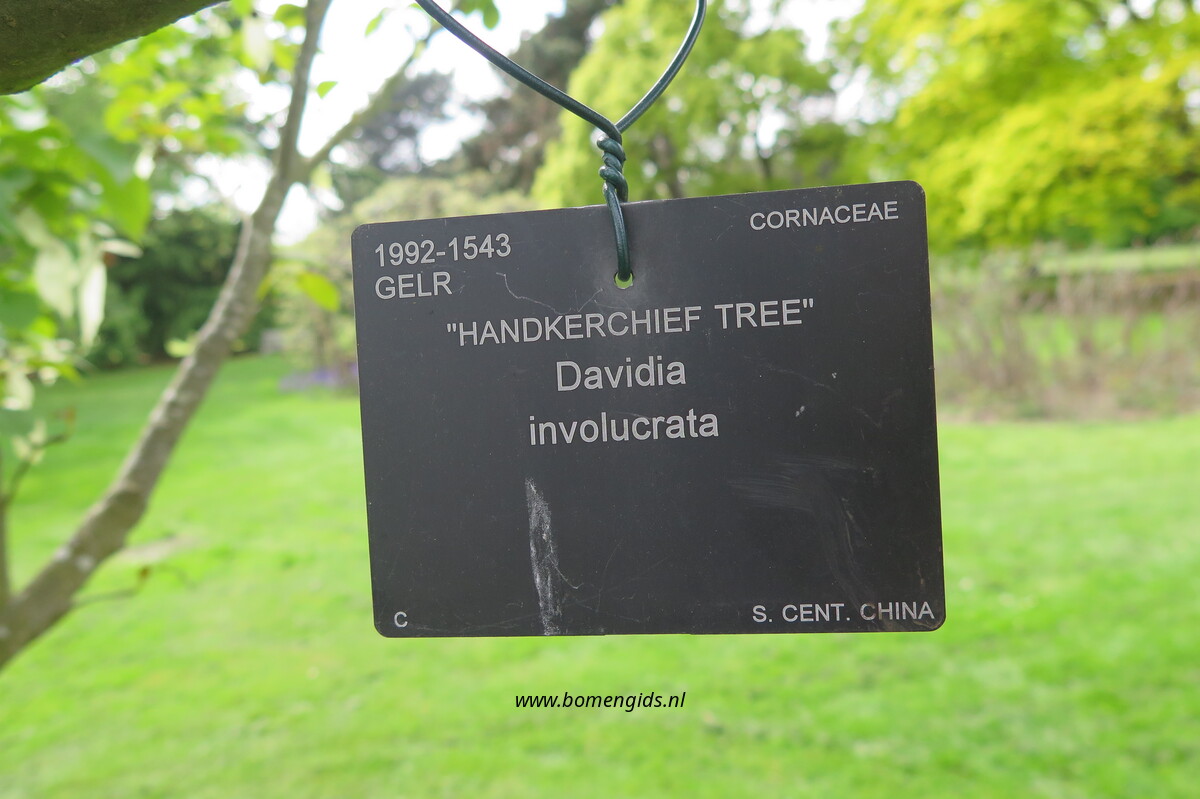 1992-1543
CORNACEAE
GELR
"HANDKERCHIEF TREE"
Davidia
involucrata
C
S. CENT. CHINA
www.bomengids.nl